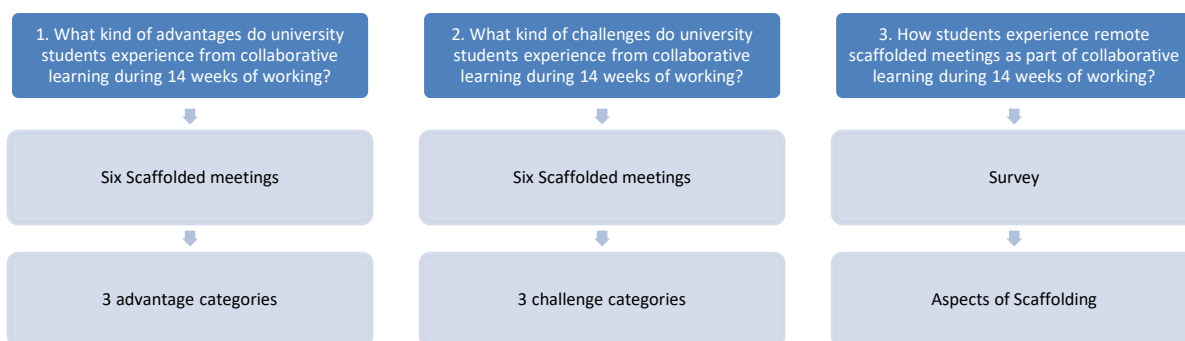 1. What kind of advantages do university
students experience from collaborative
learning during 14 weeks of working?
Six Scaffolded meetings
3 advantage categories
2. What kind of challenges do university
students experience from collaborative
learning during 14 weeks of working?
Six Scaffolded meetings
3 challenge categories
3. How students experience remote
scaffolded meetings as part of collaborative
learning during 14 weeks of working?
Survey
Aspects of Scaffolding